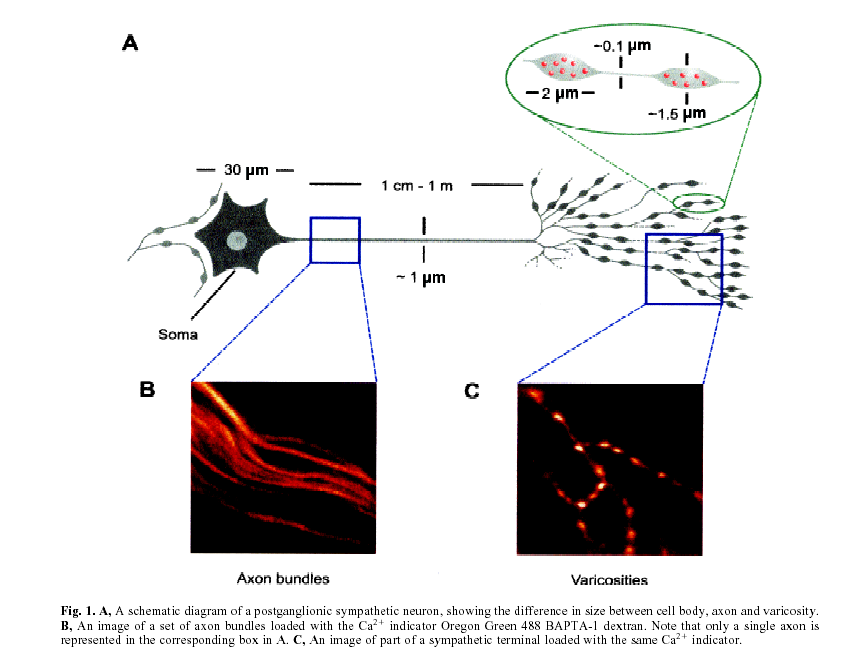 A
~0.1 µm
2 µm
~1.5 µm
30 µm
1 cm - 1 m
~ 1 µm
Soma
B
C
Axon bundles
Varicosities
Fig. 1. A, A schematic diagram of a postganglionic sympathetic neuron, showing the difference in size between cell body, axon and varicosity.
B, An image of a set of axon bundles loaded with the Ca²⁺ indicator Oregon Green 488 BAPTA-1 dextran. Note that only a single axon is
represented in the corresponding box in A. C, An image of part of a sympathetic terminal loaded with the same Ca²⁺ indicator.